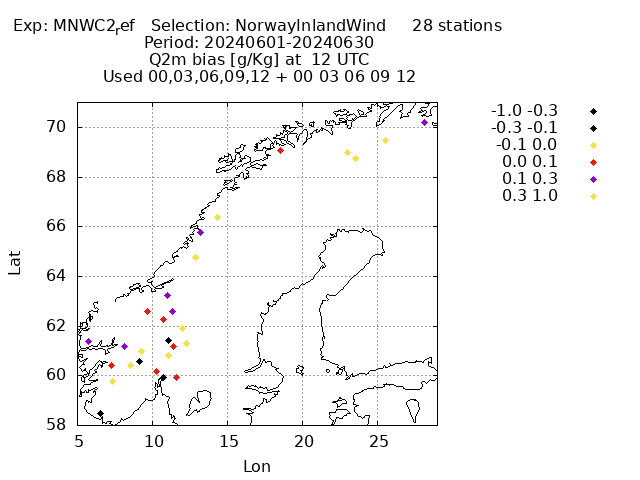 Exp: MNWC2ref   Selection: NorwayInlandWind     28 stations
Period: 20240601-20240630
Q2m bias [g/Kg] at  12 UTC
Used 00,03,06,09,12 + 00 03 06 09 12
-1.0 -0.3
-0.3 -0.1
-0.1 0.0
0.0 0.1
0.1 0.3
0.3 1.0
70
68
66
64
62
60
58
Lat
5 10 15 20 25
Lon